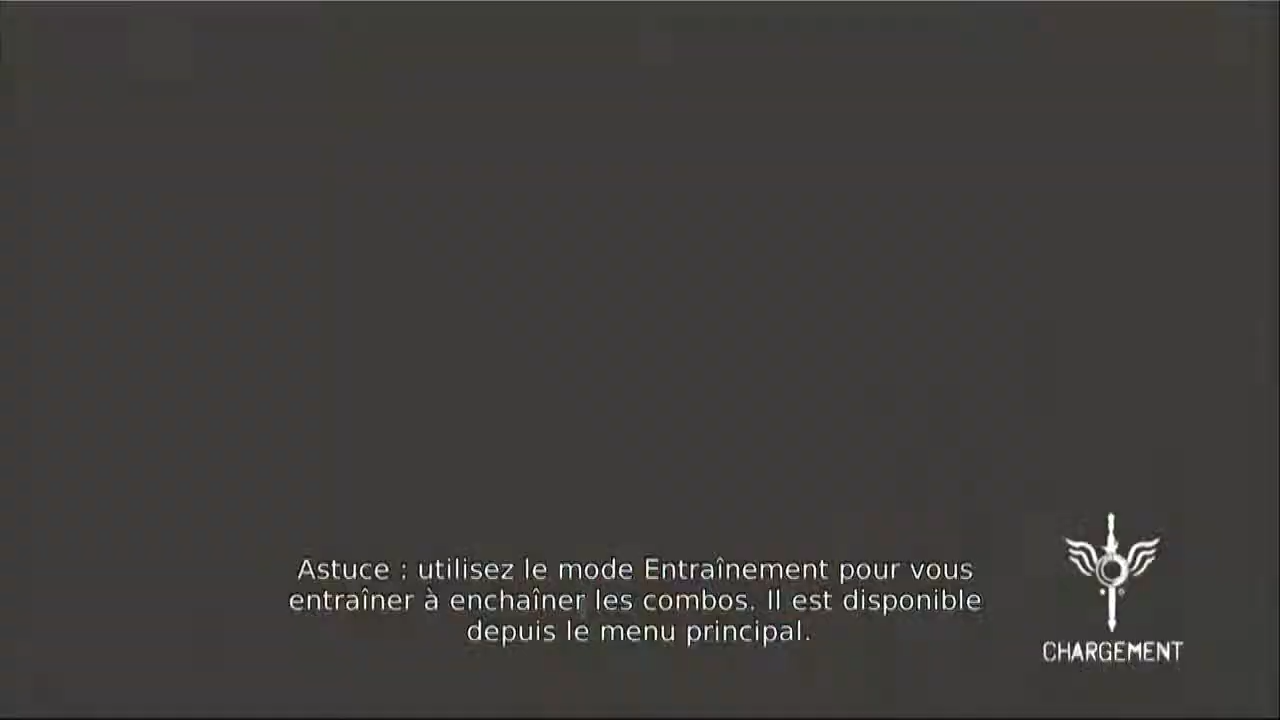 Astuce : utilisez le mode Entraînement pour vous
entraîner à enchaîner les combos. Il est disponible
depuis le menu principal.
CHARGEMENT